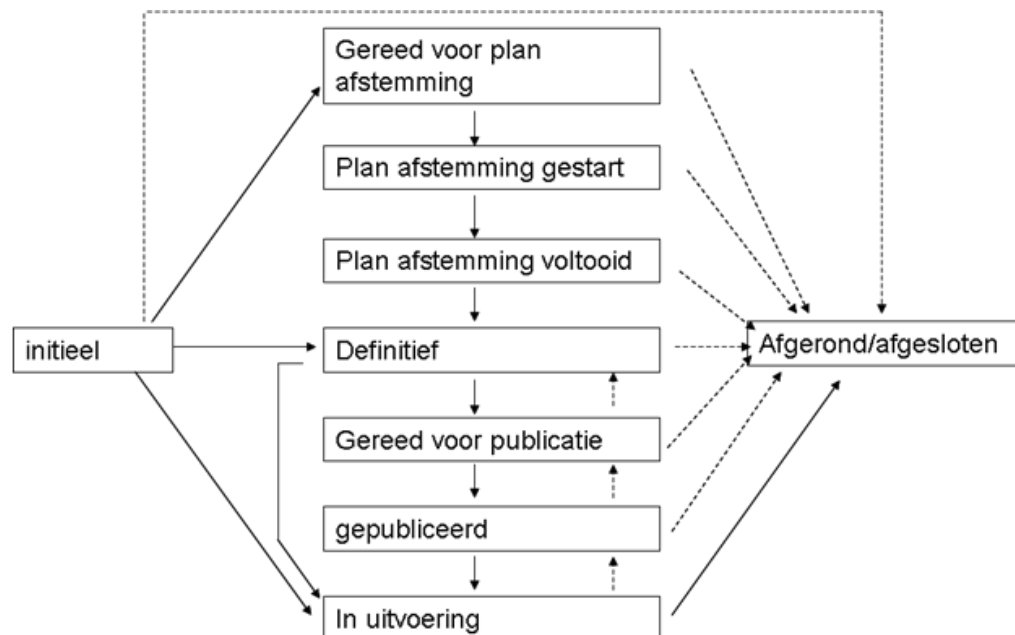 Gereed voor plan
afstemming
Plan afstemming gestart
Plan afstemming voltooid
initieel
Definitief
Afgerond/afgesloten
Gereed voor publicatie
gepubliceerd
In uitvoering